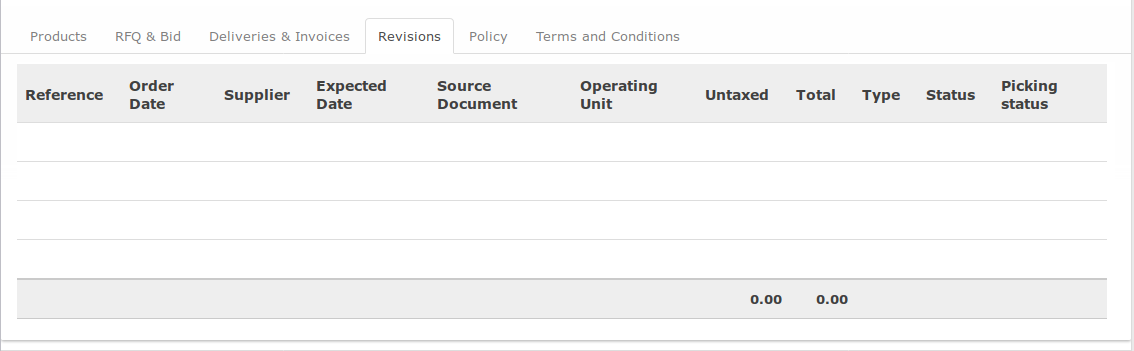 Products RFQ & Bid Deliveries & Invoices Revisions Policy Terms and Conditions
Reference Order Date Supplier Expected Date Source Document Operating Unit Untaxed Total Type Status Picking status
0.00 0.00